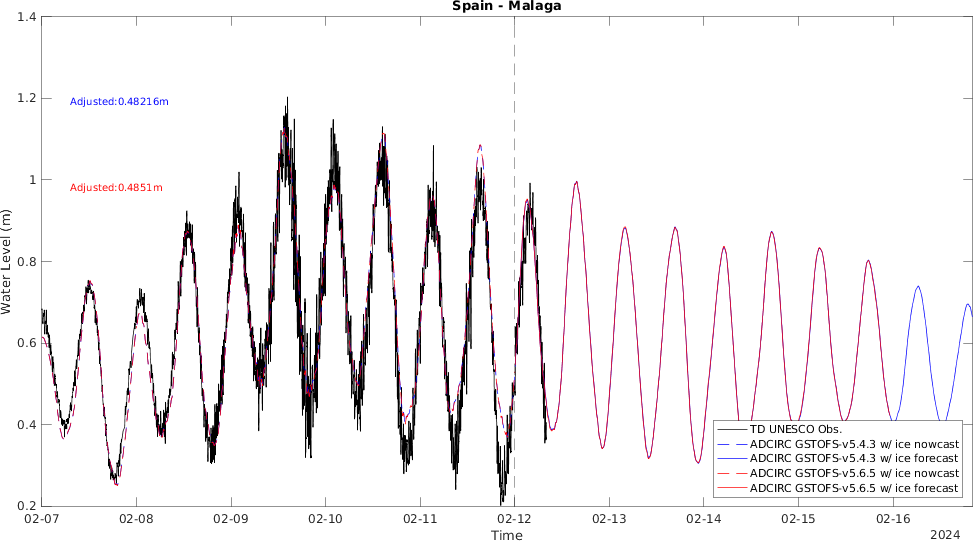 Spain - Malaga
1.4
1.2
1
0.8
0.6
0.4
0.2
Water Level (m)
Adjusted:0.48216m
Adjusted:0.4851m
TD UNESCO Obs.
ADCIRC GSTOFS-v5.4.3 w/ ice nowcast
ADCIRC GSTOFS-v5.4.3 w/ ice forecast
ADCIRC GSTOFS-v5.6.5 w/ ice nowcast
ADCIRC GSTOFS-v5.6.5 w/ ice forecast
02-07 02-08 02-09 02-10 02-11 02-12 02-13 02-14 02-15 02-16
Time
2024